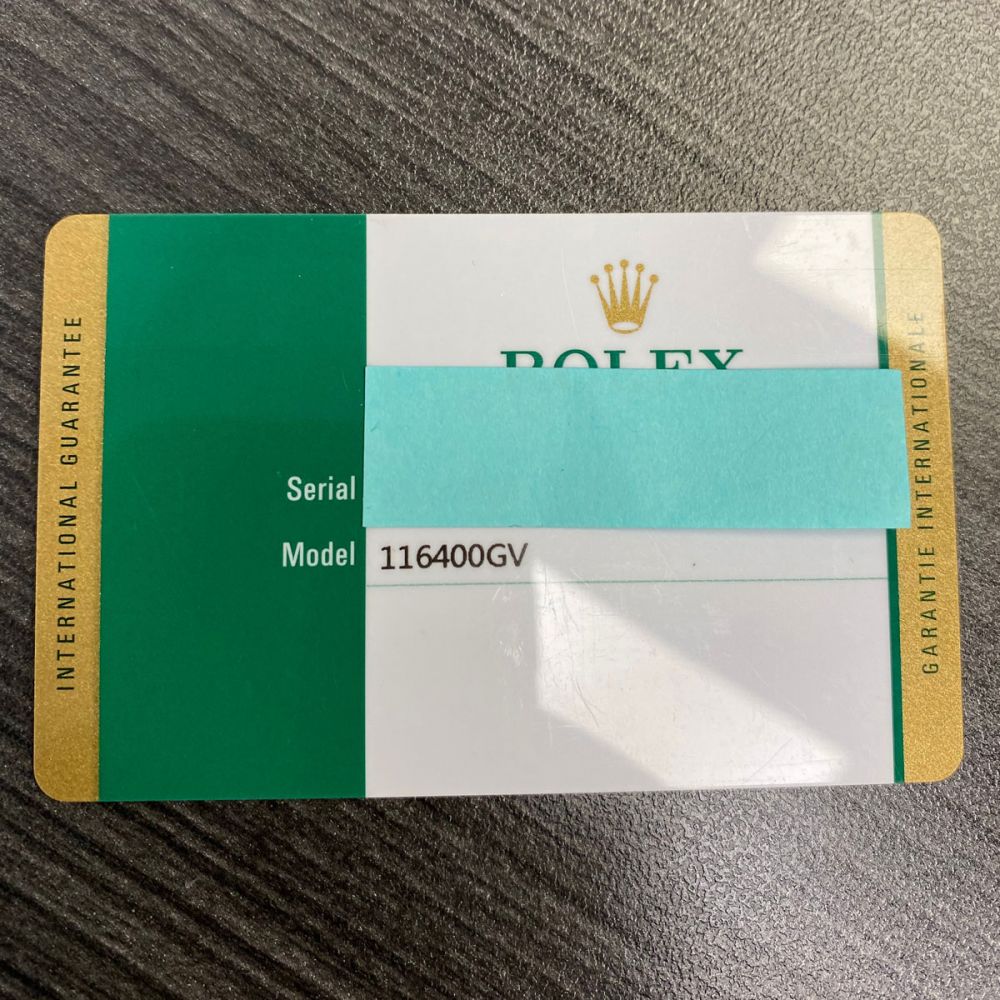 INTERNATIONAL GUARANTEE
ROLEX
Serial
Model 116400GV
GARANTIE INTERNATIONALE